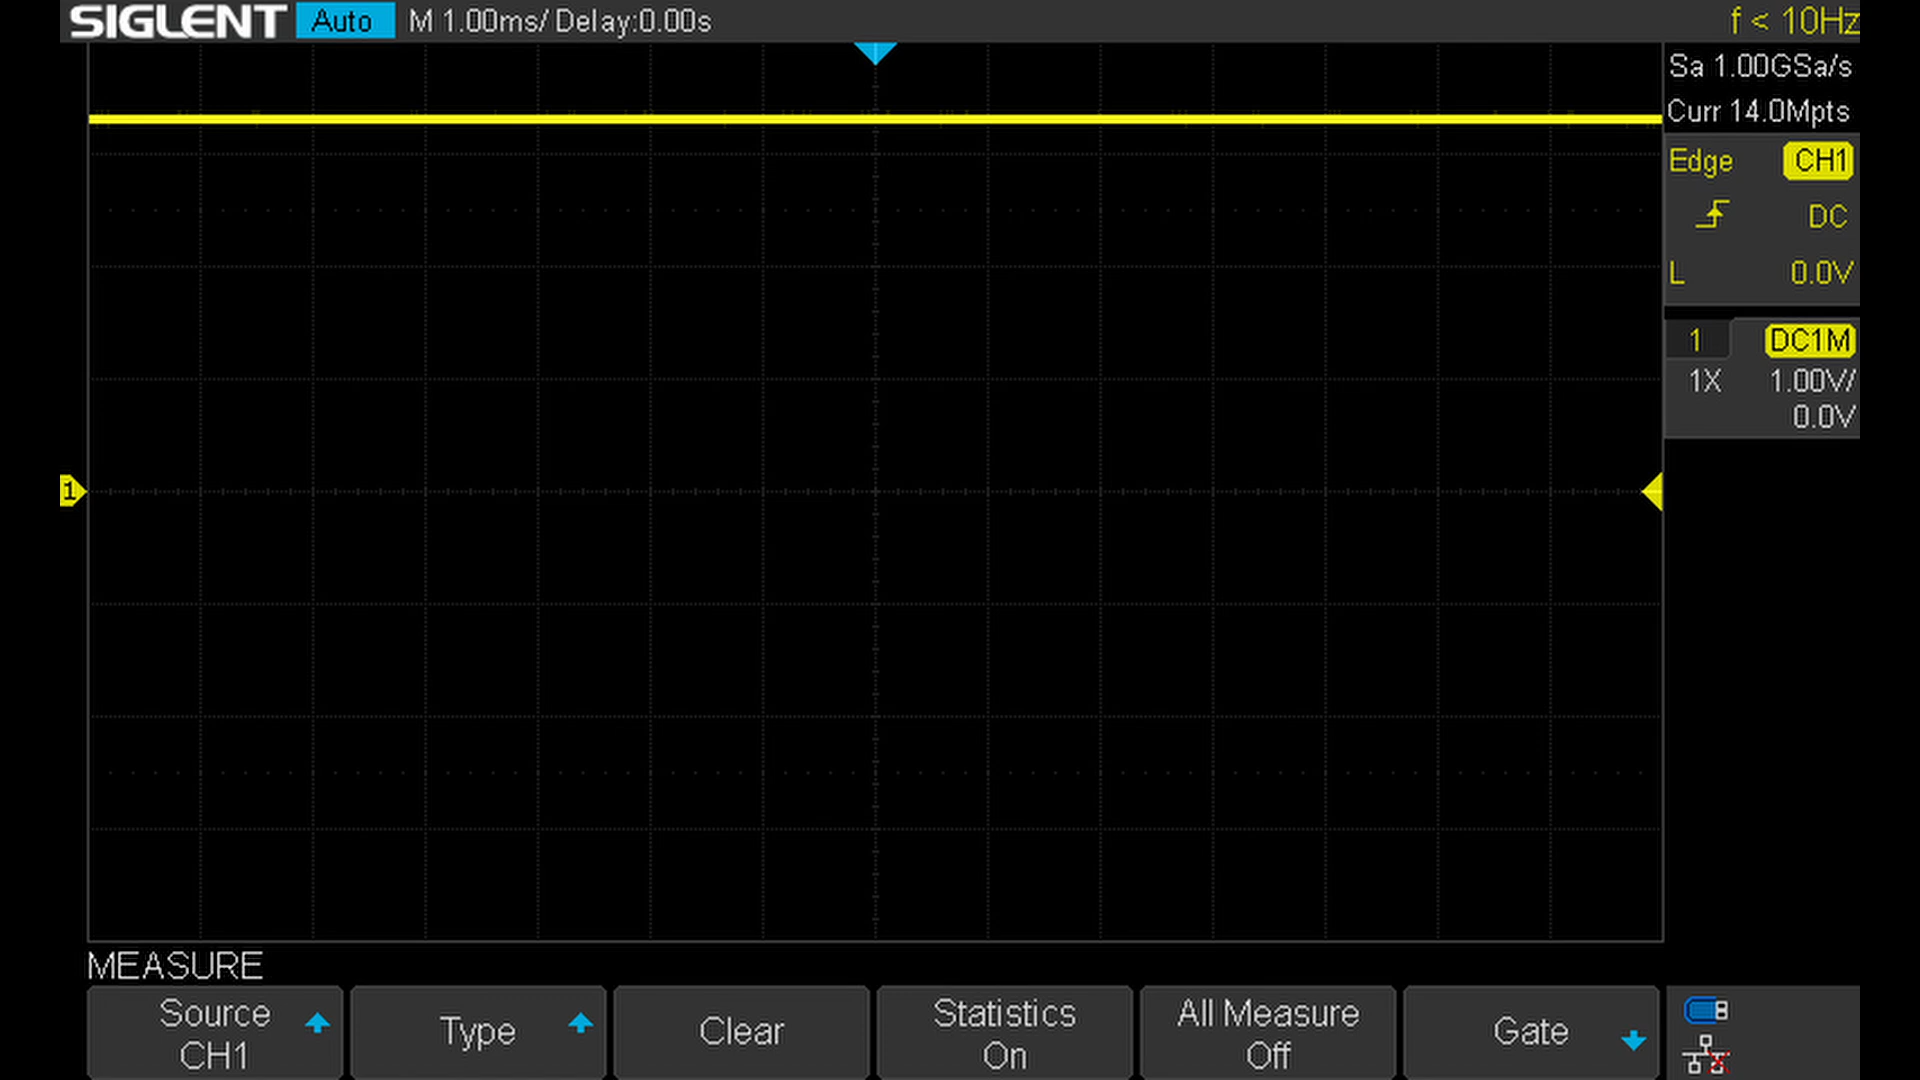 SIGLENT Auto M 1.00ms/ Delay:0.00s f < 10Hz
Sa 1.00GSa/s
Curr 14.0Mpts
Edge CH1
DC
L 0.0V
1 DC1M
1X 1.00V/
0.0V
1
MEASURE
Source CH1
Type
Clear
Statistics On
All Measure Off
Gate